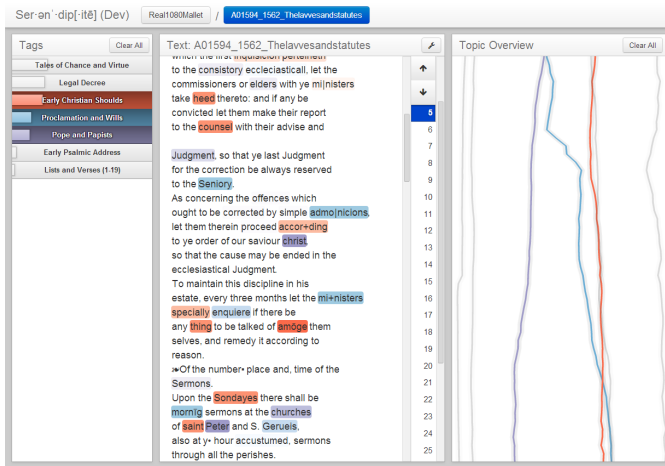 Ser·ən·dip[·itē] (Dev)
Real1080Mallet
/
A01594_1562_Thelavvesandstatutes
Tags
Clear All
Tales of Chance and Virtue
Legal Decree
Early Christian Shoulds
Proclamation and Wills
Pope and Papists
Early Psalmic Address
Lists and Verses (1-19)
Text: A01594_1562_Thelavvesandstatutes
which the first inquisicion perteineth
to the consistory ecclesiasticall, let the
commissioners or elders with ye mi|nisters
take heed thereto: and if any be
convicted let them make their report
to the counsel with their advise and
Judgment, so that ye last Judgment
for the correction be always reserved
to the Seniory.
As concerning the offences which
ought to be corrected by simple admo|nicions,
let them therein proceed accor+ding
to ye order of our saviour christ,
so that the cause may be ended in the
ecclesiastical Judgment.
To maintain this discipline in his
estate, every three months let the mi+nisters
specially enquiere if there be
any thing to be talked of amōge them
selves, and remedy it according to
reason.
❧Of the number• place and, time of the
Sermons.
Upon the Sondayes there shall be
mornīg sermons at the churches
of saint Peter and S. Gerueis,
also at y• hour accustumed, sermons
through all the perishes.
5
6
7
8
9
10
11
12
13
14
15
16
17
18
19
20
21
22
23
24
25
Topic Overview
Clear All